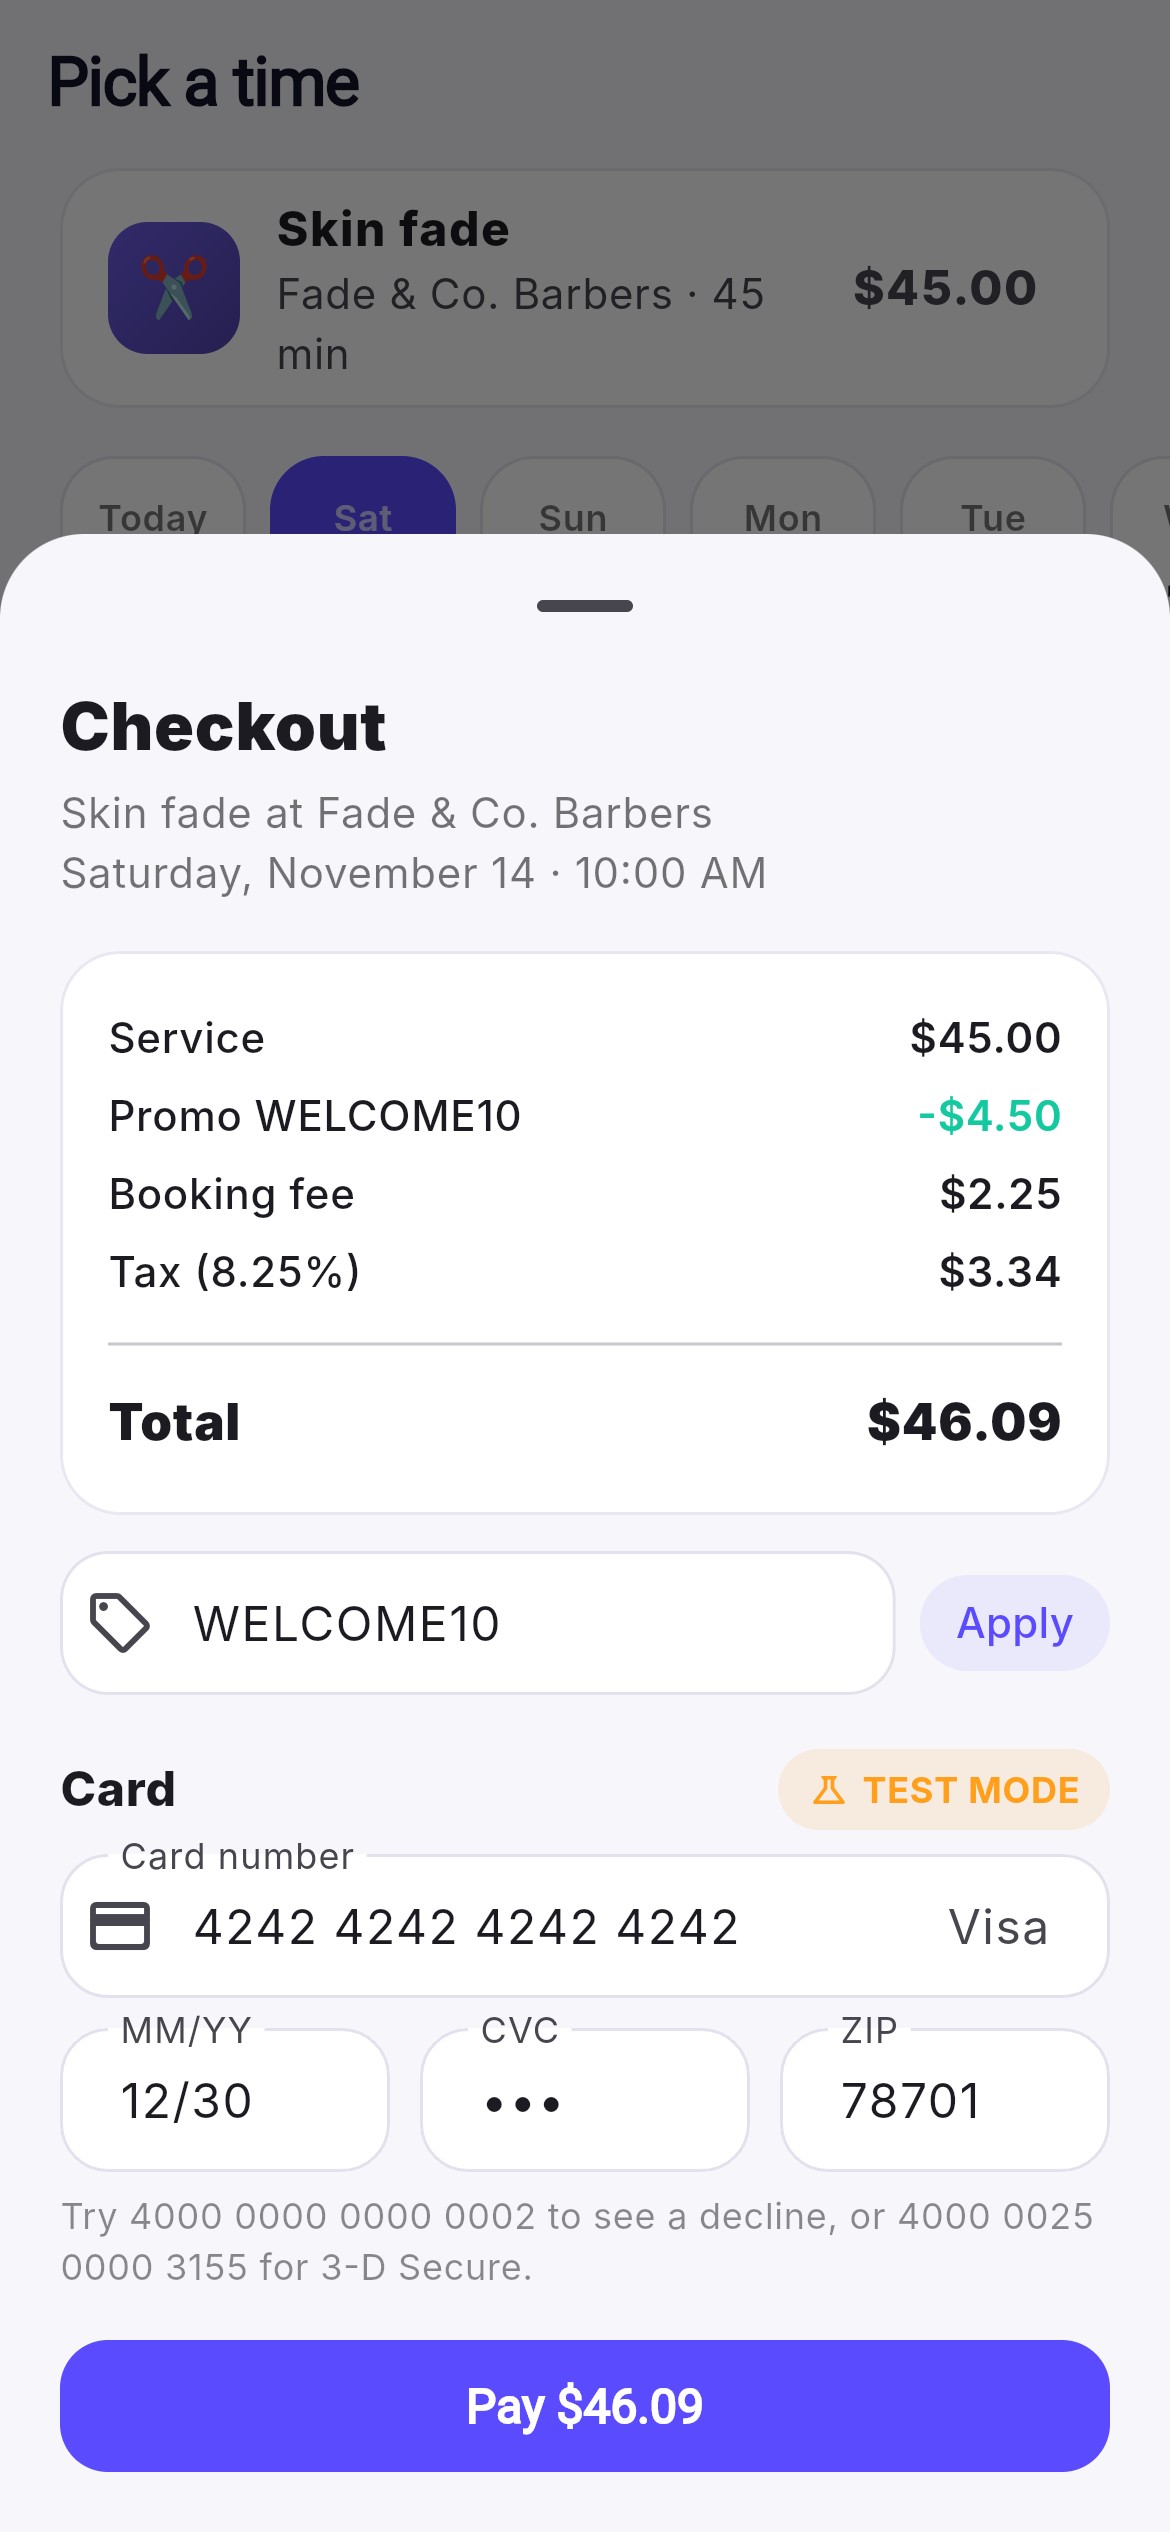 Pick a time
Skin fade
Fade & Co. Barbers · 45
min
$45.00
Today
Sat
Sun
Mon
Tue
Checkout
Skin fade at Fade & Co. Barbers
Saturday, November 14 · 10:00 AM
Service $45.00
Promo WELCOME10 -$4.50
Booking fee $2.25
Tax (8.25%) $3.34
Total $46.09
WELCOME10
Apply
Card
TEST MODE
Card number
4242 4242 4242 4242
Visa
MM/YY
12/30
CVC
•••
ZIP
78701
Try 4000 0000 0000 0002 to see a decline, or 4000 0025
0000 3155 for 3-D Secure.
Pay $46.09